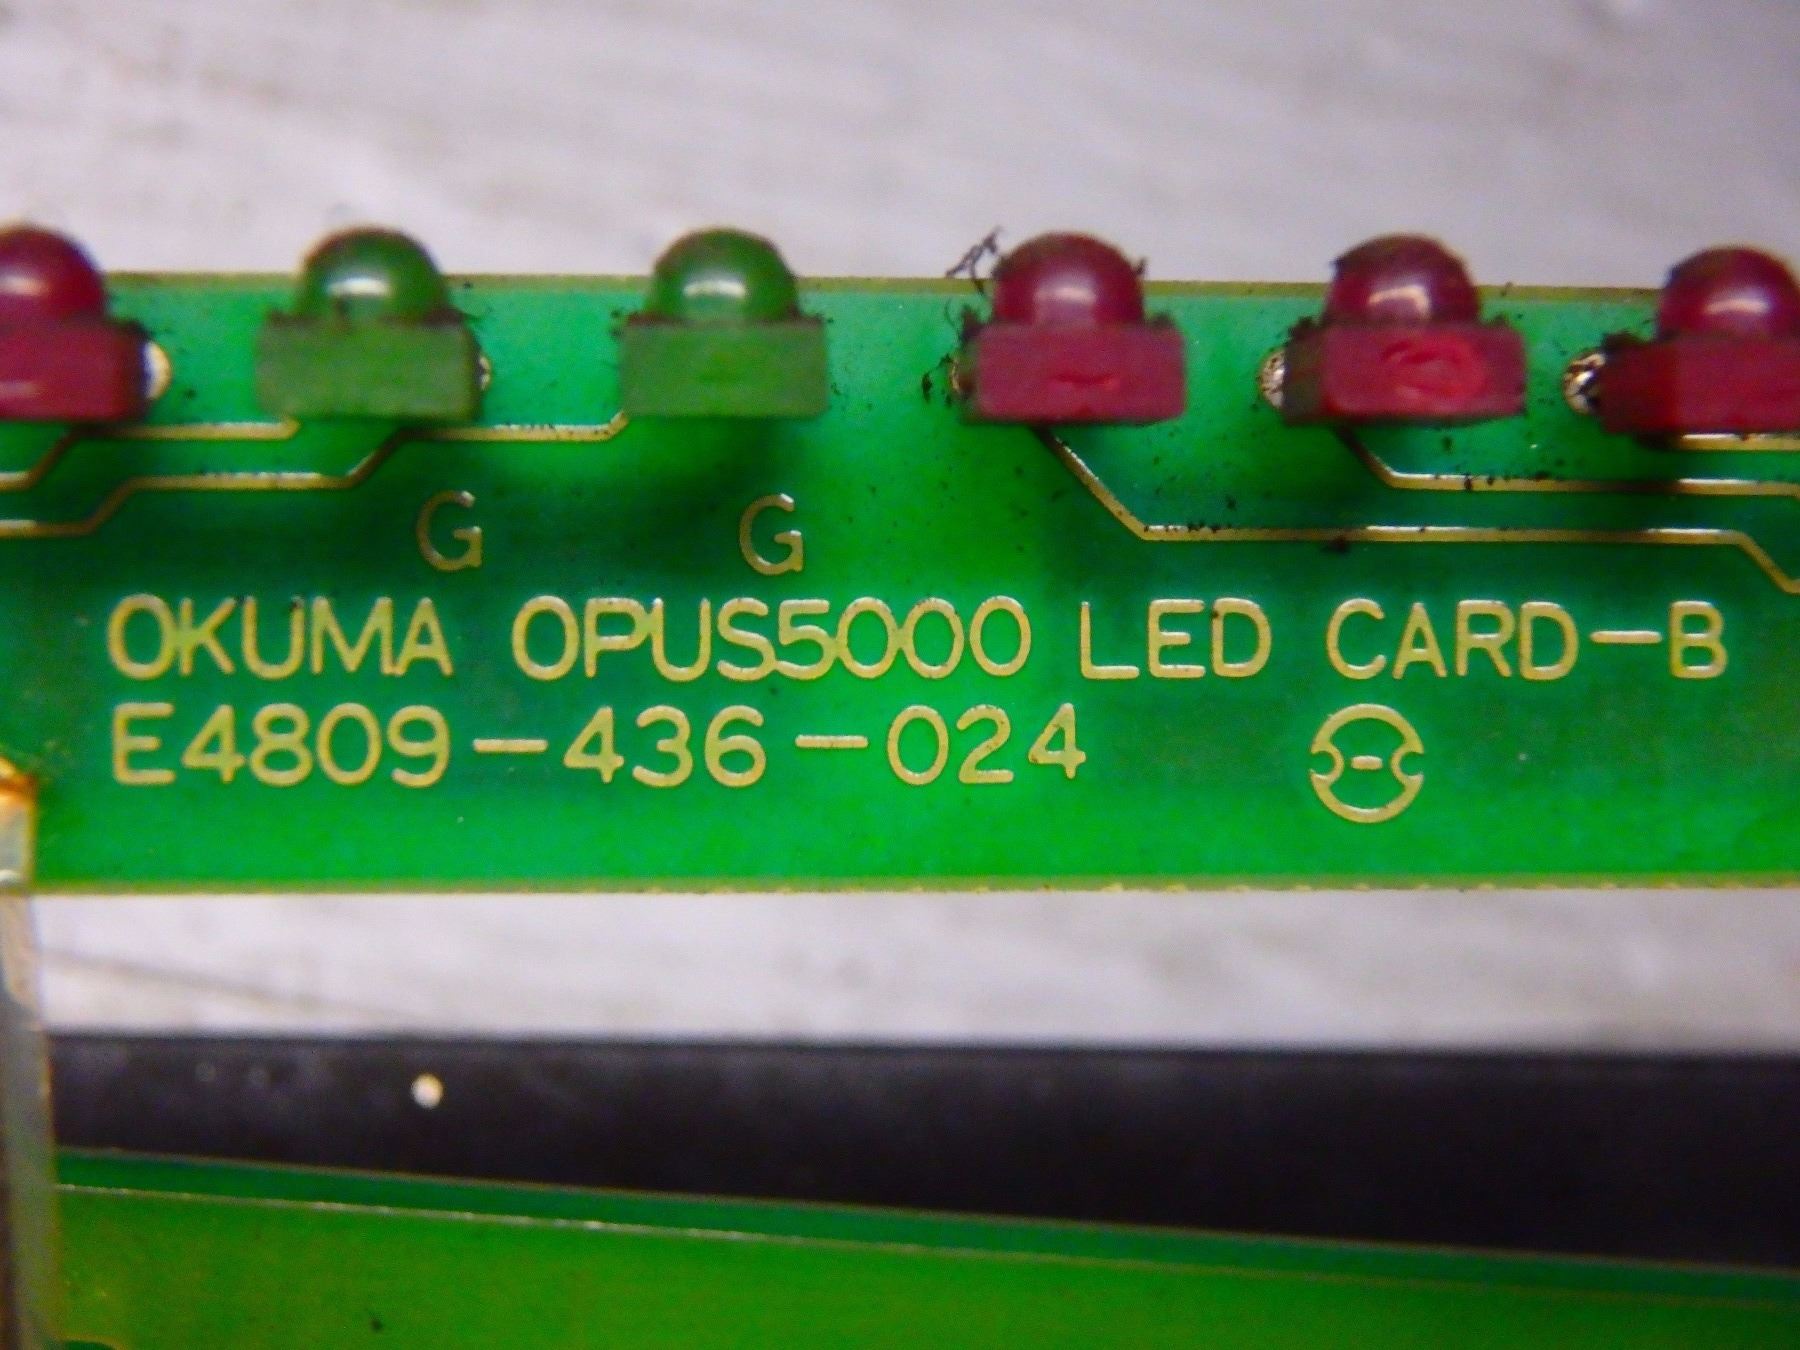 G G
OKUMA OPUS5000 LED CARD-B
E4809-436-024